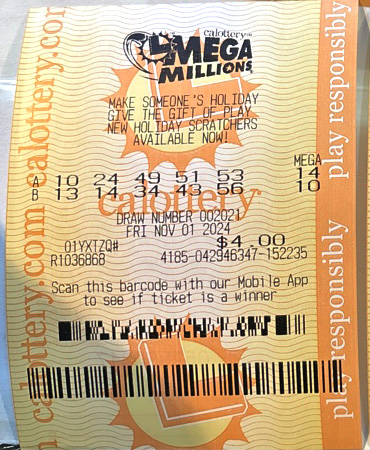 calottery
MEGA
MILLIONS
MAKE SOMEONE'S HOLIDAY
GIVE THE GIFT OF PLAY
NEW HOLIDAY SCRATCHERS
AVAILABLE NOW!
MEGA
A 10 24 49 51 53 14
B 13 14 34 43 56 10
calottery
DRAW NUMBER 002021
FRI NOV 01 2024
01YXTZQ# $4.00
R1036868 4185-042946347-152235
Scan this barcode with our Mobile App
to see if ticket is a winner
calottery.com calottery.com
play responsibly
play responsibly